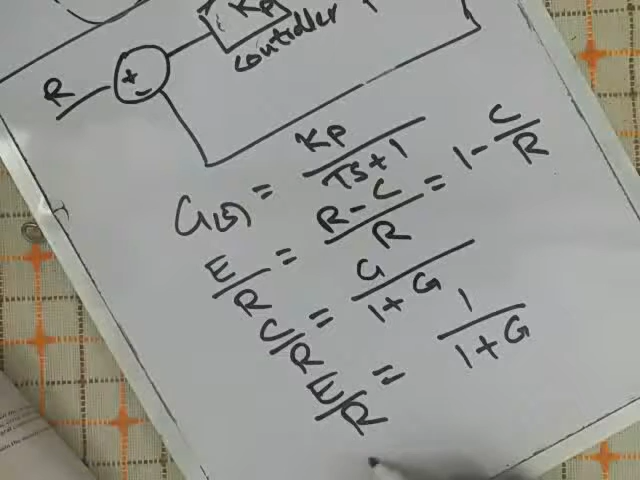 KP
controller
R
+
-
G(s) = KP/TS+1
E/R = R-C/R = 1 - C/R
C/R = G/1+G
E/R = 1/1+G